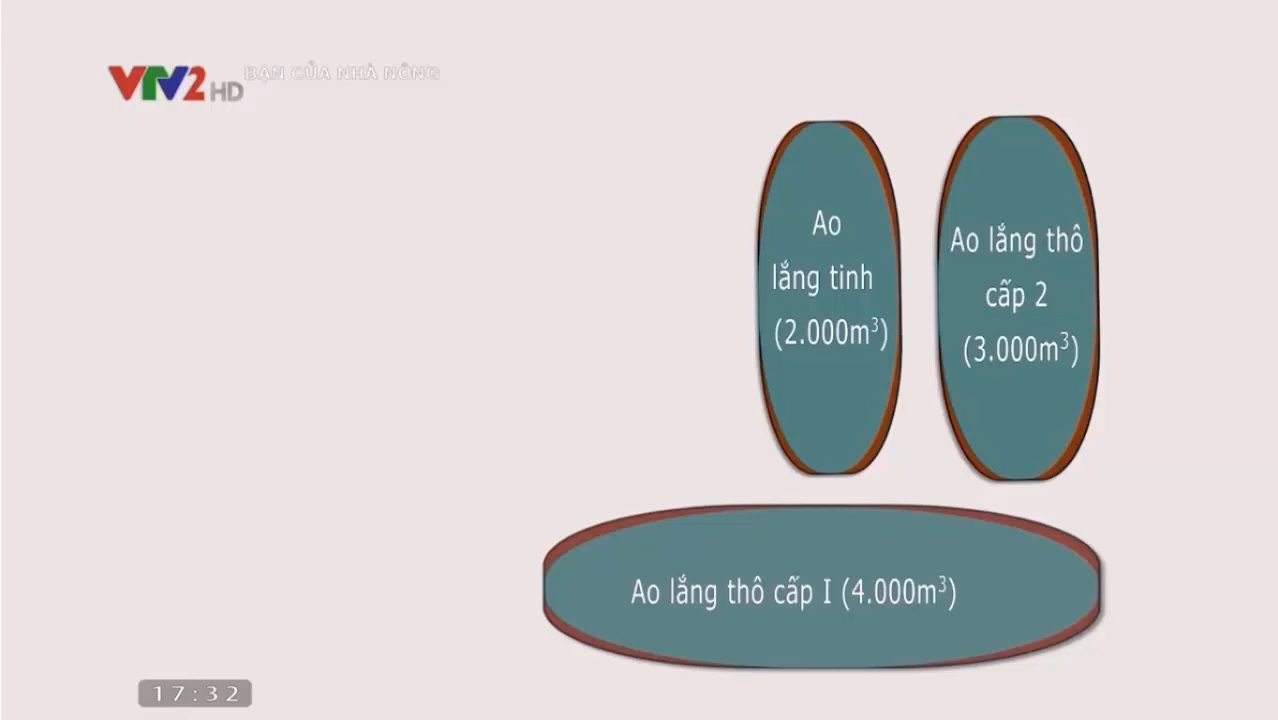 VTV2 HD BẠN CỦA NHÀ NÔNG
Ao
lắng tinh
(2.000m³)
Ao lắng thô
cấp 2
(3.000m³)
Ao lắng thô cấp I (4.000m³)
17:32